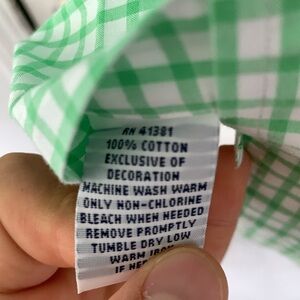 RN 41381
100% COTTON
EXCLUSIVE OF
DECORATION
MACHINE WASH WARM
ONLY NON-CHLORINE
BLEACH WHEN NEEDED
REMOVE PROMPTLY
TUMBLE DRY LOW
WARM IRON
IF